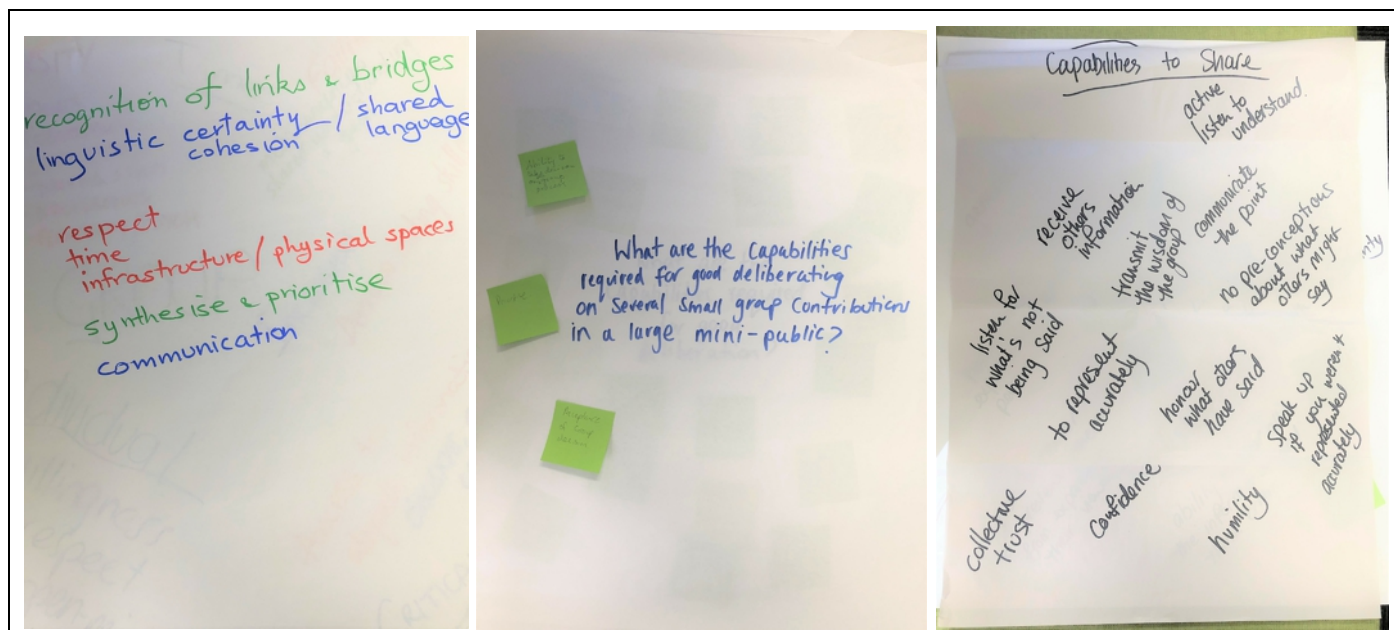 recognition of links & bridges
linguistic certainty / shared
cohesion language
respect
time
infrastructure / physical spaces
synthesise & prioritise
communication
What are the capabilities
required for good deliberating
on several small group contributions
in a large mini-public?
Capabilities to Share
active
listen to
understand.
receive
others
information
transmit
the wisdom of
the group
communicate
the point
no pre-conceptions
about what
others might
say
listen for
what's not
being said
to represent
accurately
honour
what others
have said
Speak up
if you weren't
represented
accurately
collective
trust
Confidence
humility